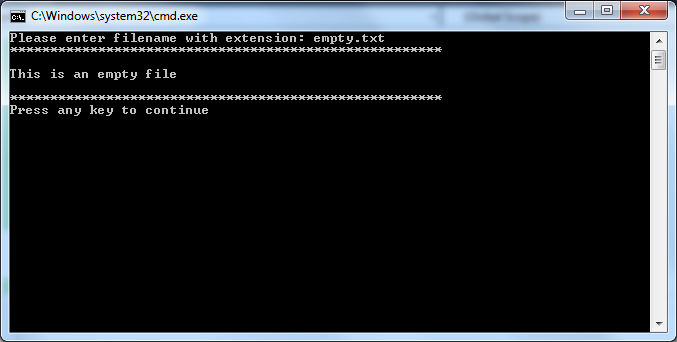 C:\Windows\system32\cmd.exe
Please enter filename with extension: empty.txt
******************************************************
This is an empty file
******************************************************
Press any key to continue